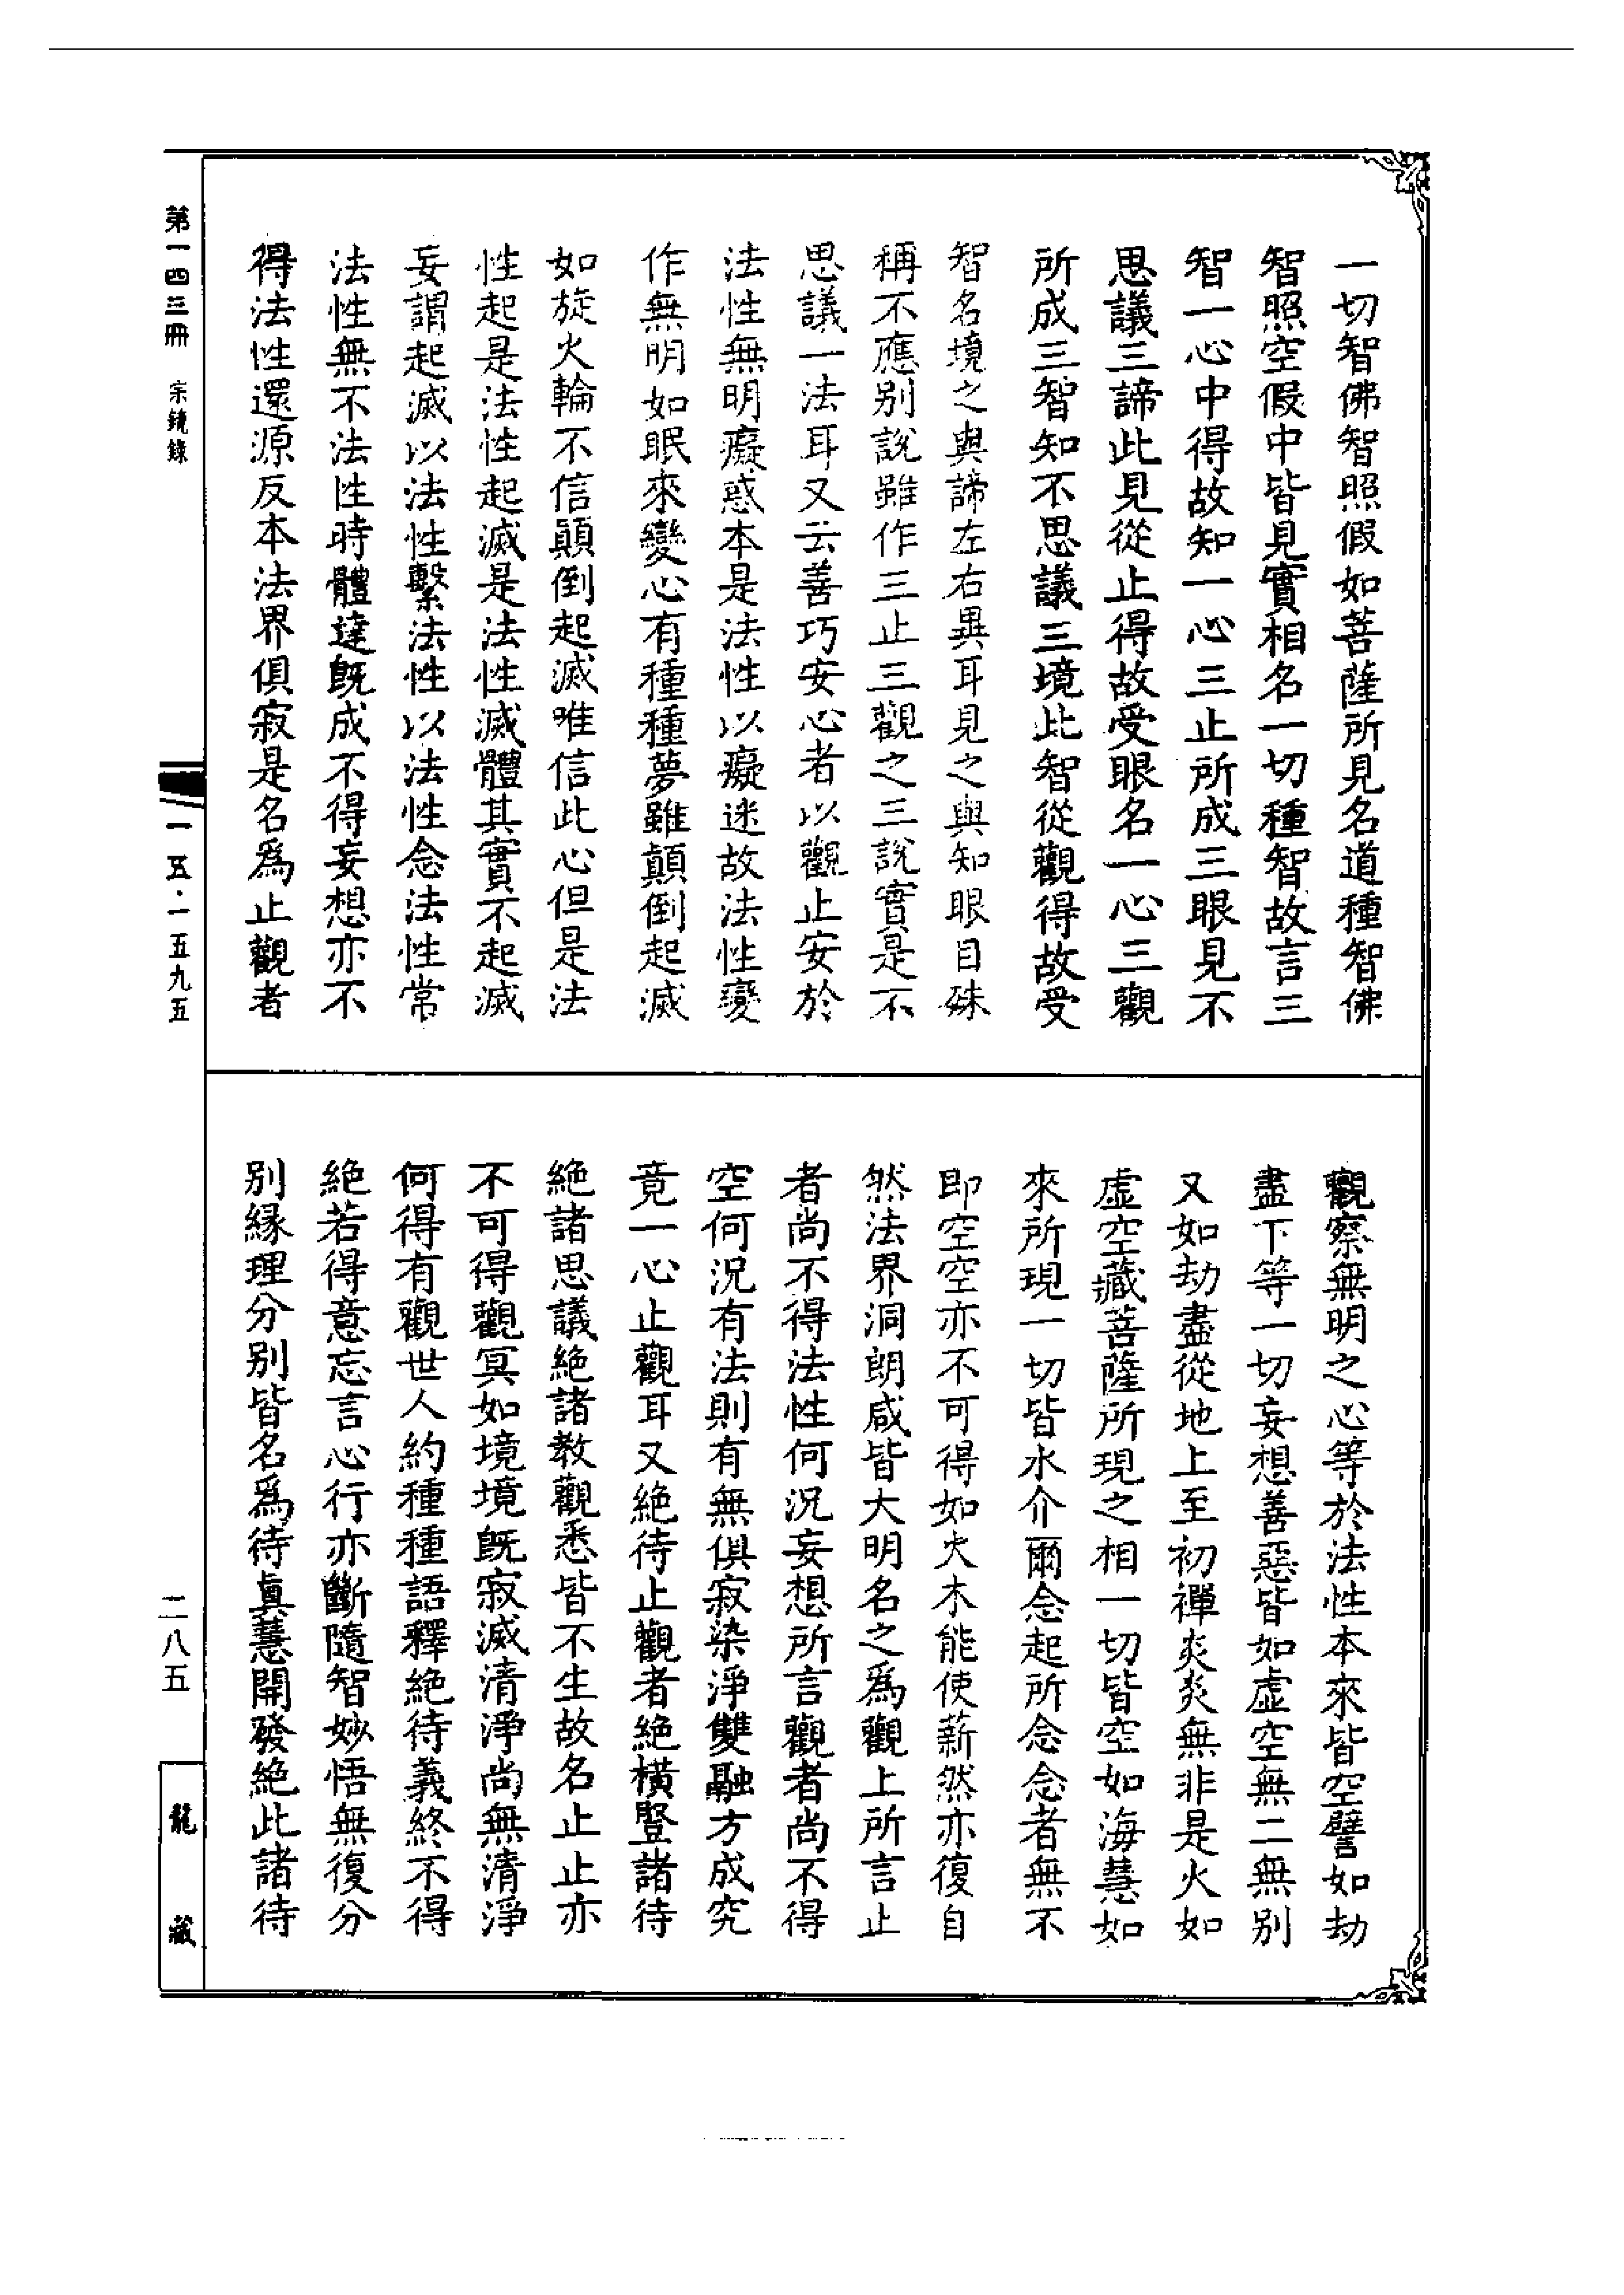 一切智佛智照假如菩薩所見名道種智佛
智照空假中皆見實相名一切種智故言三
智一心中得故知一心三止所成三眼見不
思議三諦此見從止得故受眼名一心三觀
所成三智知不思議三境此智從觀得故受
智名境之與諦左右異耳見之與知眼目殊
稱不應別說雖作三止三觀之三說實是不
思議一法耳又云善巧安心者以觀止安於
法性無明癡惑本是法性以癡迷故法性變
作無明如眠來變心有種種夢雖顛倒起滅
如旋火輪不信顛倒起滅唯信此心但是法
性起是法性起滅是法性滅體其實不起滅
妄謂起滅以法性繫法性以法性念法性常
法性無不法性時體達旣成不得妄想亦不
得法性還源反本法界俱寂是名爲止觀者
觀察無明之心等於法性本來皆空譬如劫
盡下等一切妄想善惡皆如虛空無二無別
又如劫盡從地上至初禪炎炎無非是火如
虛空藏菩薩所現之相一切皆空如海慧如
來所現一切皆水介爾念起所念念者無不
即空空亦不可得如火木能使薪然亦復自
然法界洞朗咸皆大明名之爲觀上所言止
者尚不得法性何況妄想所言觀者尚不得
空何況有法則有無俱寂染淨雙融方成究
竟一心止觀耳又絶待止觀者絶橫豎諸待
絶諸思議絶諸教觀悉皆不生故名止止亦
不可得觀冥如境境旣寂滅清淨尚無清淨
何得有觀世人約種種語釋絶待義終不得
絶若得意忘言心行亦斷隨智妙悟無復分
別緣理分別皆名爲待眞慧開發絶此諸待
第一四三冊 宗鏡錄
一五·一五九五
二八五
龍藏